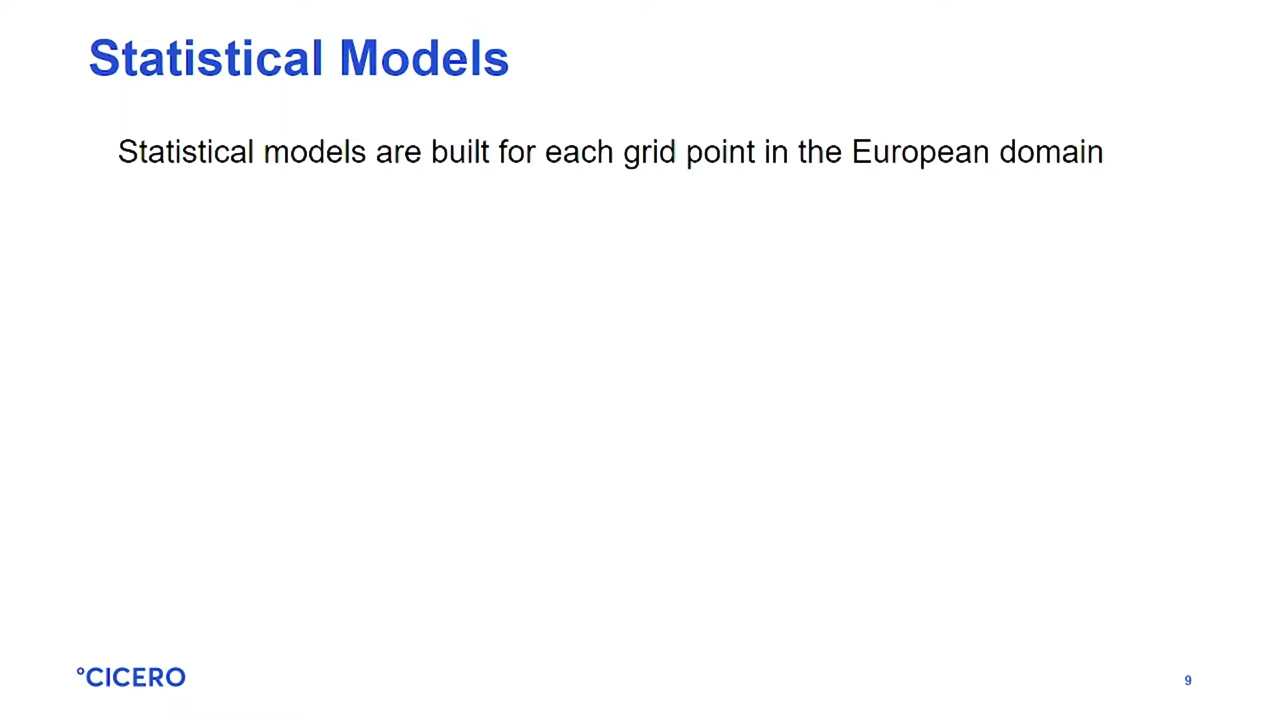 Statistical Models
Statistical models are built for each grid point in the European domain
°CICERO
9